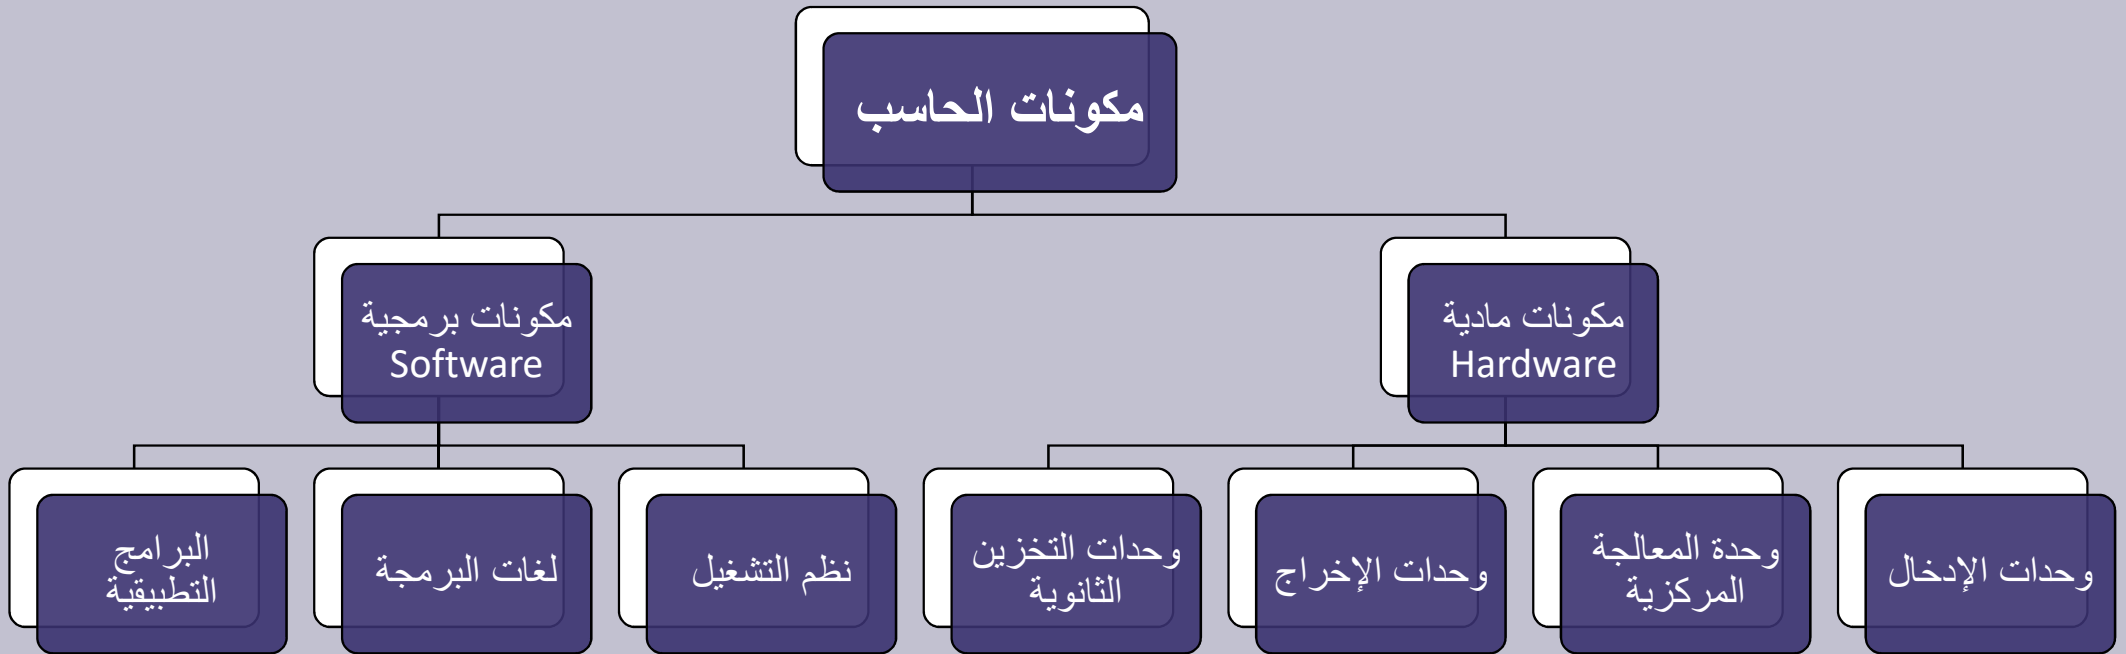 مكونات الحاسب
مكونات مادية
Hardware
مكونات برمجية
Software
وحدات الإدخال
وحدة المعالجة
المركزية
وحدات الإخراج
وحدات التخزين
الثانوية
نظم التشغيل
لغات البرمجة
البرامج
التطبيقية